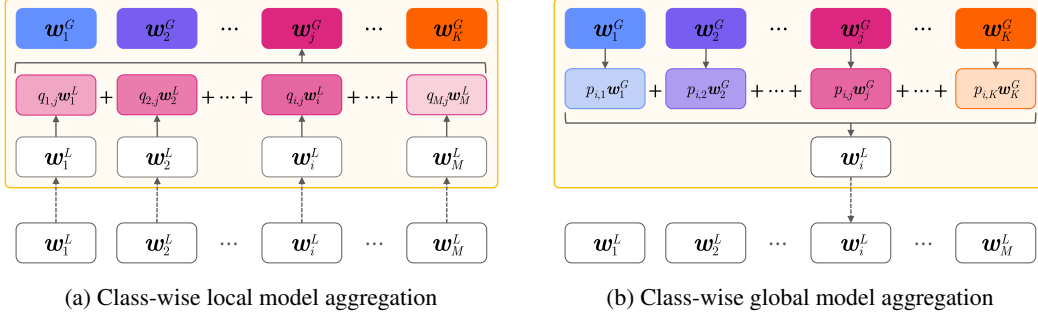 w_1^G w_2^G ... w_j^G ... w_K^G
q_{1,j}w_1^L + q_{2,j}w_2^L + ... + q_{i,j}w_i^L + ... + q_{M,j}w_M^L
w_1^L w_2^L w_i^L w_M^L
w_1^L w_2^L ... w_i^L ... w_M^L
(a) Class-wise local model aggregation
w_1^G w_2^G ... w_j^G ... w_K^G
p_{i,1}w_1^G + p_{i,2}w_2^G + ... + p_{i,j}w_j^G + ... + p_{i,K}w_K^G
w_i^L
w_1^L w_2^L ... w_i^L ... w_M^L
(b) Class-wise global model aggregation